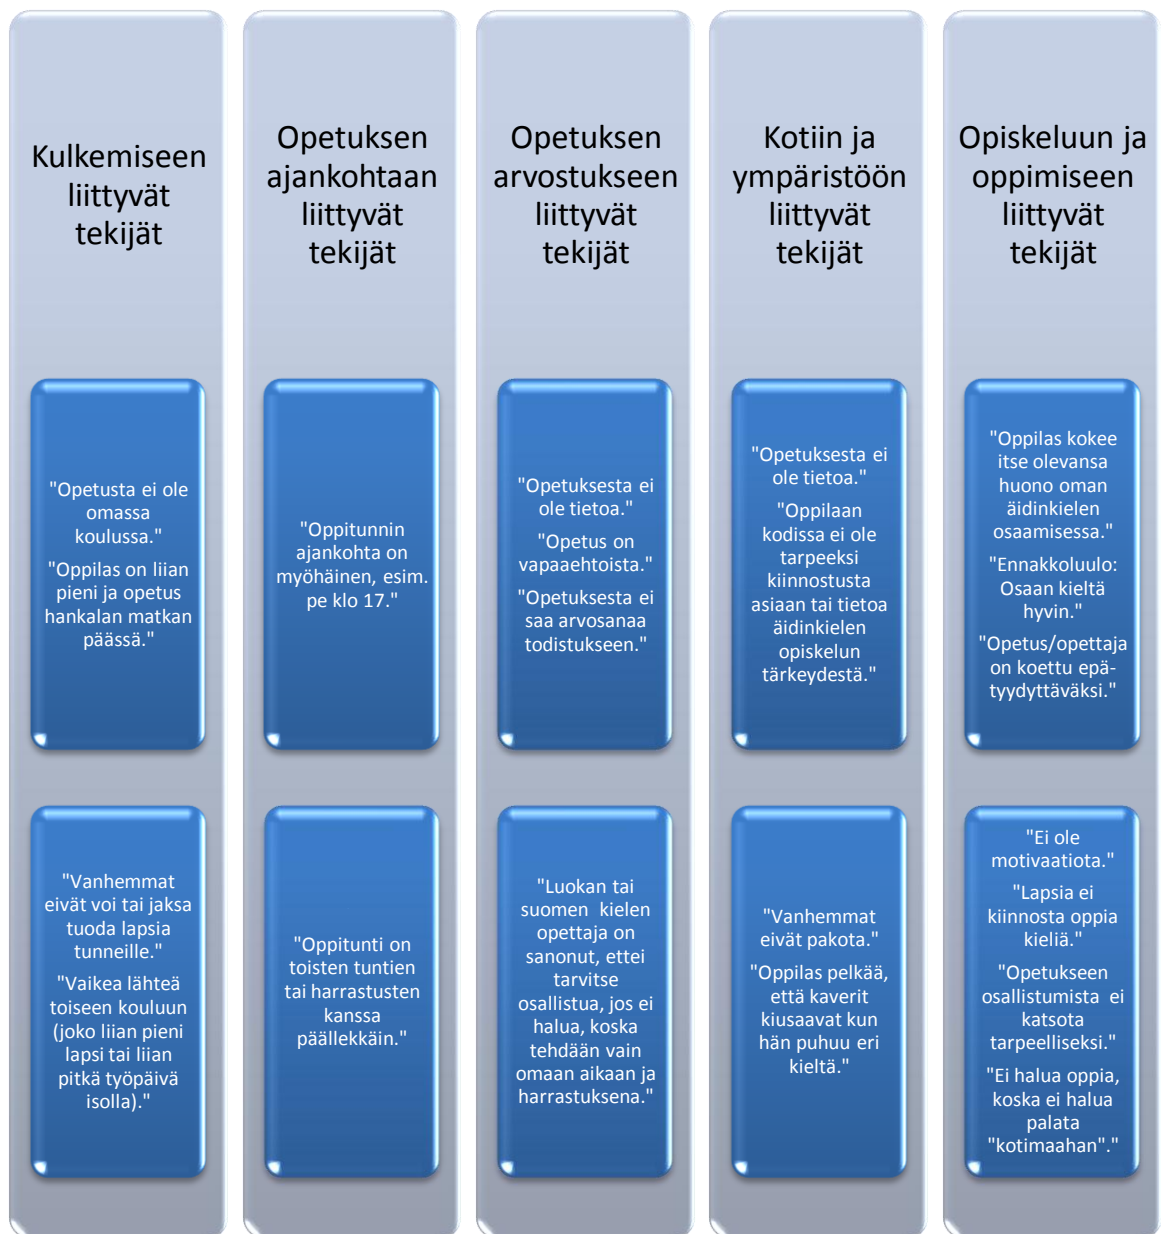 Kulkemiseen
liittyvät
tekijät
"Opetusta ei ole
omassa
koulussa."
"Oppilas on liian
pieni ja opetus
hankalan matkan
päässä."
"Vanhemmat
eivät voi tai jaksa
tuoda lapsia
tunneille."
"Vaikea lähteä
toiseen kouluun
(joko liian pieni
lapsi tai liian
pitkä työpäivä
isolla)."
Opetuksen
ajankohtaan
liittyvät
tekijät
"Oppitunnin
ajankohta on
myöhäinen, esim.
pe klo 17."
"Oppitunti on
toisten tuntien
tai harrastusten
kanssa
päällekkäin."
Opetuksen
arvostukseen
liittyvät
tekijät
"Opetuksesta ei
ole tietoa."
"Opetus on
vapaaehtoista."
"Opetuksesta ei
saa arvosanaa
todistukseen."
"Luokan tai
suomen kielen
opettaja on
sanonut, ettei
tarvitse
osallistua, jos ei
halua, koska
tehdään vain
omaan aikaan ja
harrastuksena."
Kotiin ja
ympäristöön
liittyvät
tekijät
"Opetuksesta ei
ole tietoa."
"Oppilaan
kodissa ei ole
tarpeeksi
kiinnostusta
asiaan tai tietoa
äidinkielen
opiskelun
tärkeydestä."
"Vanhemmat
eivät pakota."
"Oppilas pelkää,
että kaverit
kiusaavat kun
hän puhuu eri
kieltä."
Opiskeluun ja
oppimiseen
liittyvät
tekijät
"Oppilas kokee
itse olevansa
huono oman
äidinkielen
osaamisessa."
"Ennakkoluulo:
Osaan kieltä
hyvin."
"Opetus/opettaja
on koettu epä-
tyydyttäväksi."
"Ei ole
motivaatiota."
"Lapsia ei
kiinnosta oppia
kieliä."
"Opetukseen
osallistumista ei
katsota
tarpeelliseksi."
"Ei halua oppia,
koska ei halua
palata
"kotimaahan"."